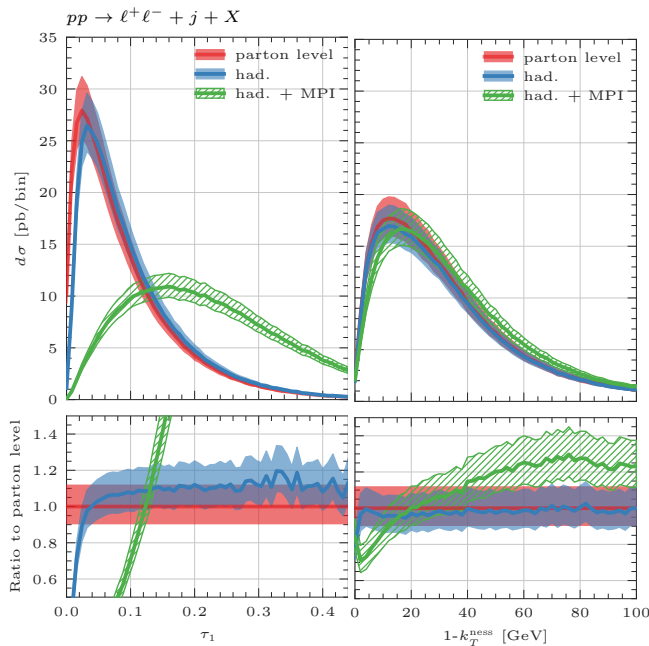 pp → ℓ⁺ℓ⁻ + j + X
dσ [pb/bin]
35
30
25
20
15
10
5
0
parton level
had.
had. + MPI
parton level
had.
had. + MPI
Ratio to parton level
1.4
1.2
1.0
0.8
0.6
0.0 0.1 0.2 0.3 0.4
0 20 40 60 80 100
τ₁
1-k_T^ness [GeV]